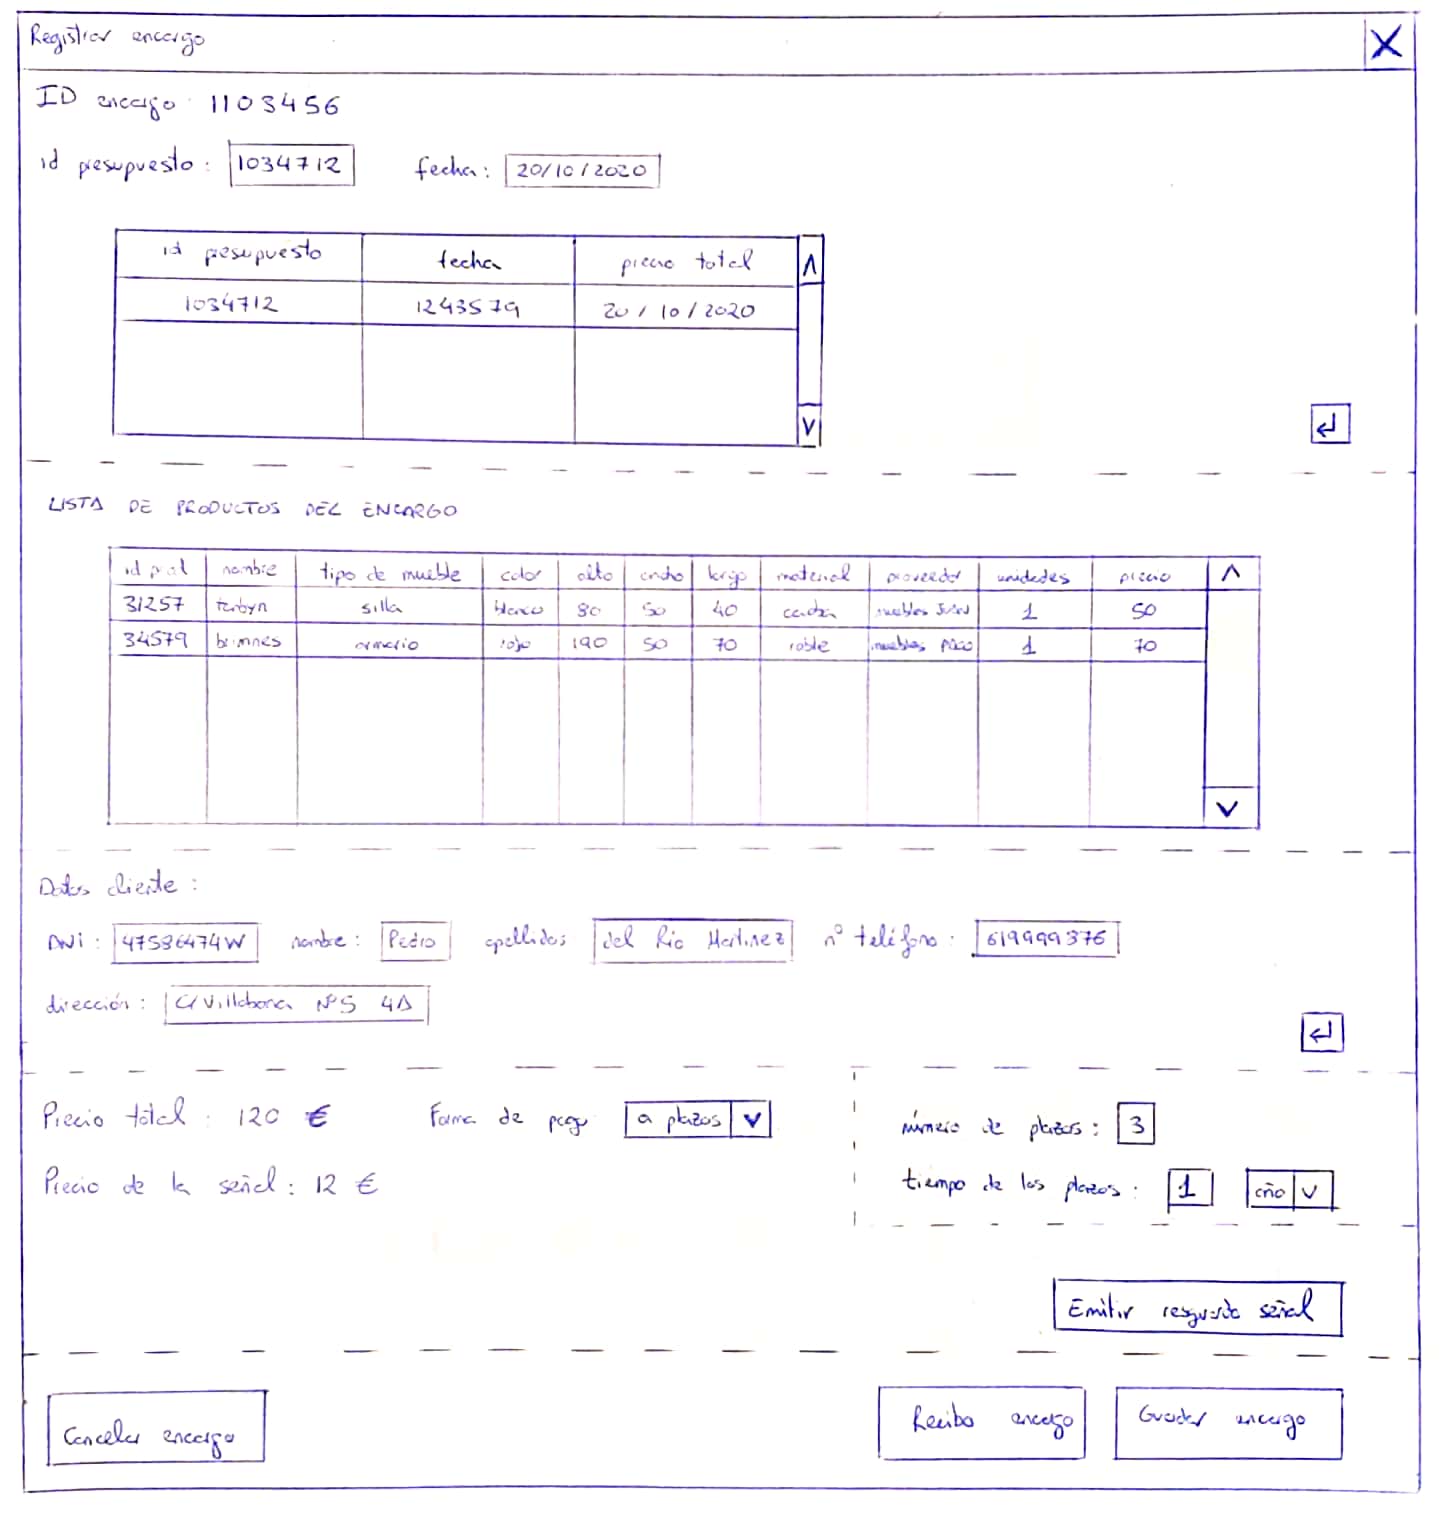 Registrar encargo X
ID encargo: 1103456
id presupuesto: 1034712 fecha: 20/10/2020
id presupuesto fecha precio total
1034712 1243579 20/10/2020
LISTA DE PRODUCTOS DEL ENCARGO
id prod nombre tipo de mueble color alto ancho largo material proveedor unidades precio
31257 silla blanco 80 50 40 caoba muebles Juan 1 50
34579 brimnes armario rojo 190 50 70 roble muebles Paco 1 70
Datos cliente:
DNI: 47586474W nombre: Pedro apellidos del Río Martínez nº teléfono: 619999376
dirección: C/Villabona Nº5 4A
Precio total: 120 € Forma de pago a plazos número de plazos: 3
Precio de la señal: 12 € tiempo de los plazos: 1 año
Emitir resguardo señal
Cancelar encargo Recibo encargo Guardar encargo